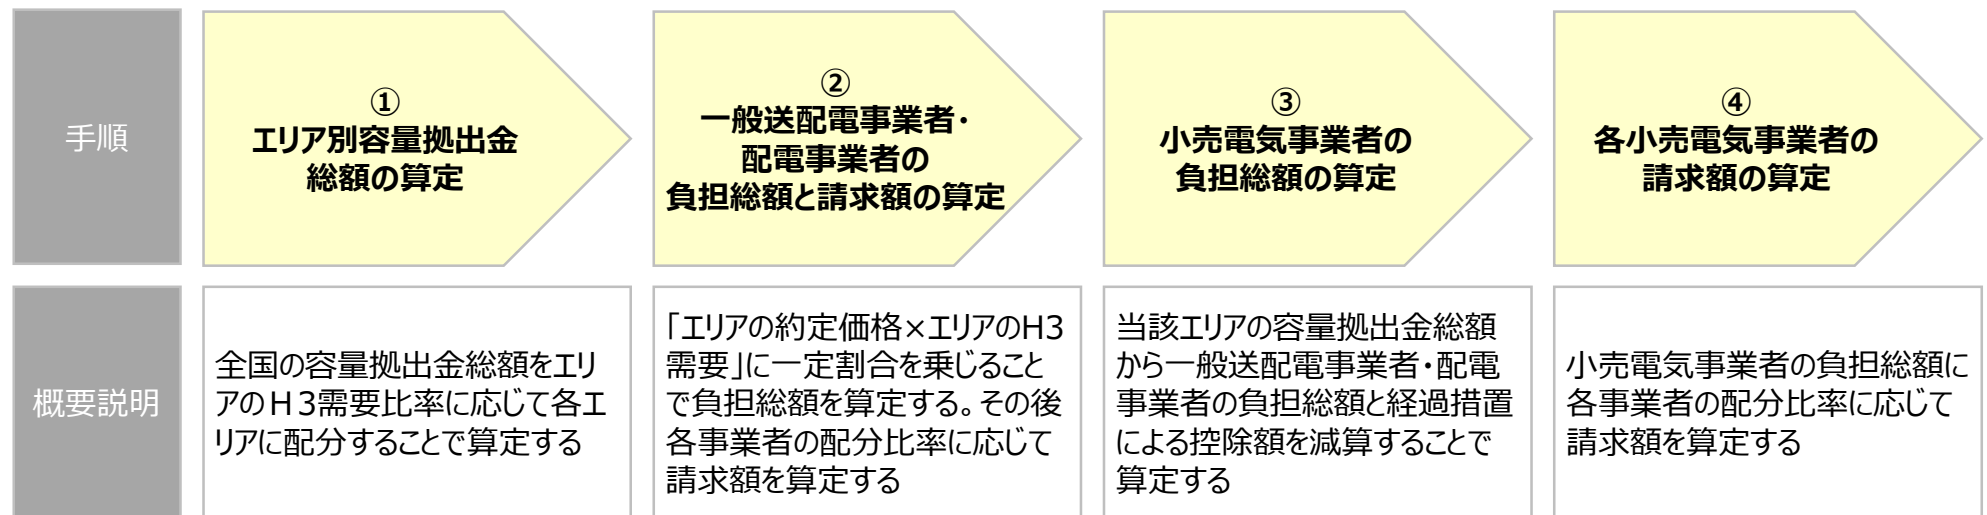 手順
①
エリア別容量拠出金
総額の算定
②
一般送配電事業者・
配電事業者の
負担総額と請求額の算定
③
小売電気事業者の
負担総額の算定
④
各小売電気事業者の
請求額の算定
概要説明
全国の容量拠出金総額をエリ
アのＨ3需要比率に応じて各エ
リアに配分することで算定する
「エリアの約定価格×エリアのH3
需要」に一定割合を乗じること
で負担総額を算定する。その後
各事業者の配分比率に応じて
請求額を算定する
当該エリアの容量拠出金総額
から一般送配電事業者・配電
事業者の負担総額と経過措置
による控除額を減算することで
算定する
小売電気事業者の負担総額に
各事業者の配分比率に応じて
請求額を算定する